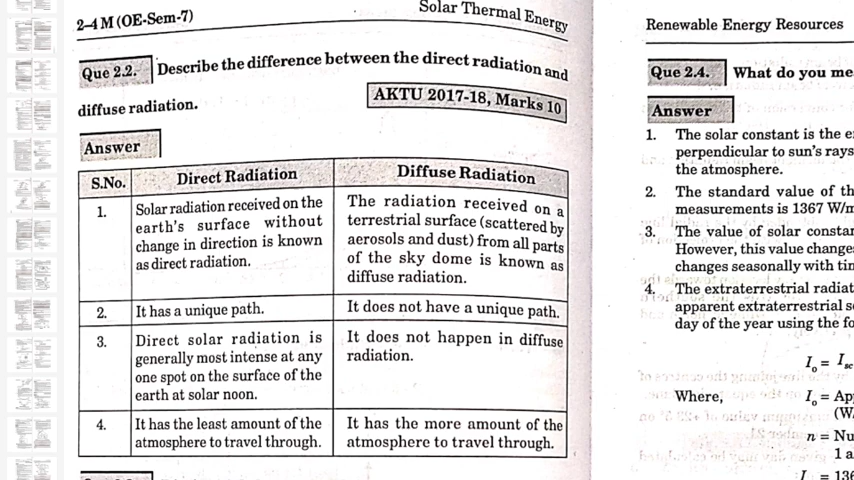 2–4 M (OE-Sem-7)
Solar Thermal Energy
Que 2.2. Describe the difference between the direct radiation and
diffuse radiation.
AKTU 2017-18, Marks 10
Answer
S.No. Direct Radiation Diffuse Radiation
1.
Solar radiation received on the
earth's surface without
change in direction is known
as direct radiation.
The radiation received on a
terrestrial surface (scattered by
aerosols and dust) from all parts
of the sky dome is known as
diffuse radiation.
2.
It has a unique path.
It does not have a unique path.
3.
Direct solar radiation is
generally most intense at any
one spot on the surface of the
earth at solar noon.
It does not happen in diffuse
radiation.
4.
It has the least amount of the
atmosphere to travel through.
It has the more amount of the
atmosphere to travel through.
Renewable Energy Resources
Que 2.4. What do you me
Answer
1. The solar constant is the e
perpendicular to sun's rays
the atmosphere.
2. The standard value of th
measurements is 1367 W/m
3. The value of solar constan
However, this value change
changes seasonally with tim
4. The extraterrestrial radiat
apparent extraterrestrial s
day of the year using the fo
I₀ = Isc
Where, I₀ = Ap
(W
n = Nu
1 a
= 136